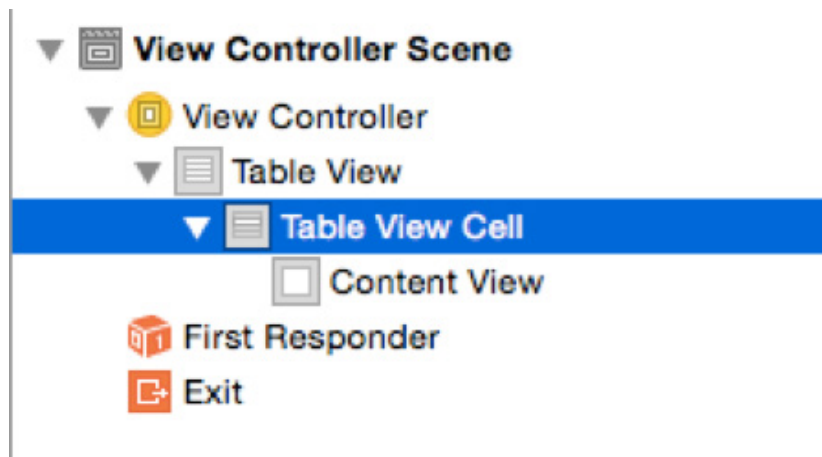 View Controller Scene
View Controller
Table View
Table View Cell
Content View
First Responder
Exit